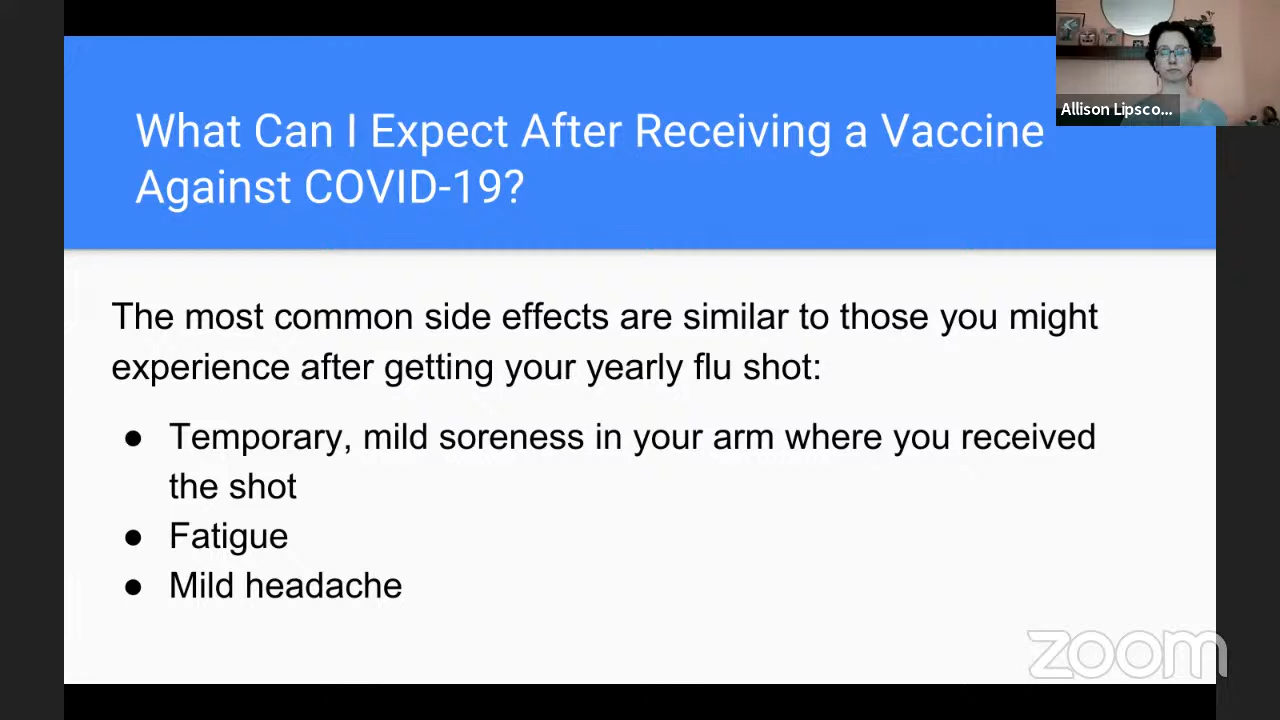 Allison Lipsco...
What Can I Expect After Receiving a Vaccine
Against COVID-19?
The most common side effects are similar to those you might
experience after getting your yearly flu shot:
● Temporary, mild soreness in your arm where you received
the shot
● Fatigue
● Mild headache
zoom